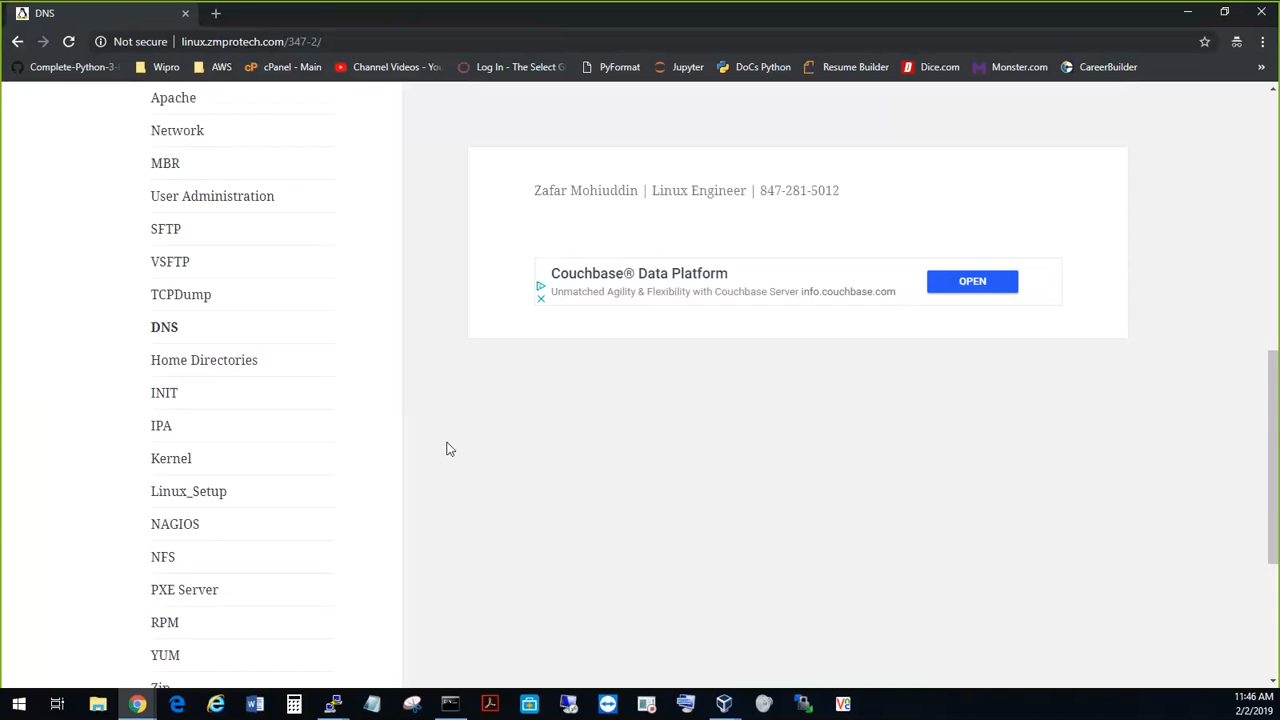 DNS
Not secure | linux.zmprotech.com/347-2/
Complete-Python-3- Wipro AWS cPanel - Main Channel Videos - You Log In - The Select G PyFormat Jupyter DoCs Python Resume Builder Dice.com Monster.com CareerBuilder »
Apache
Network
MBR
User Administration
SFTP
VSFTP
TCPDump
DNS
Home Directories
INIT
IPA
Kernel
Linux_Setup
NAGIOS
NFS
PXE Server
RPM
YUM
Zip
Zafar Mohiuddin | Linux Engineer | 847-281-5012
Couchbase® Data Platform
Unmatched Agility & Flexibility with Couchbase Server info.couchbase.com
OPEN
11:46 AM
2/2/2019